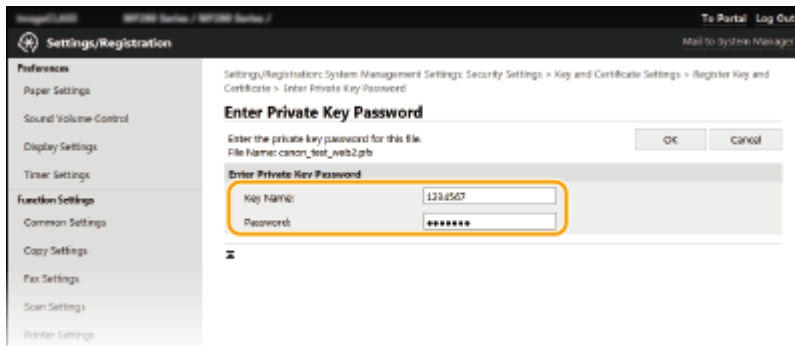 To Portal Log Out
Settings/Registration
Mail to System Manager
Preferences
Paper Settings
Sound Volume Control
Display Settings
Timer Settings
Function Settings
Common Settings
Copy Settings
Fax Settings
Scan Settings
Printer Settings
Settings/Registration: System Management Settings: Security Settings > Key and Certificate Settings > Register Key and
Certificate > Enter Private Key Password
Enter Private Key Password
Enter the private key password for this file.
File Name: canon_test_web2.pfx
OK
Cancel
Enter Private Key Password
Key Name:
1234567
Password:
•••••••